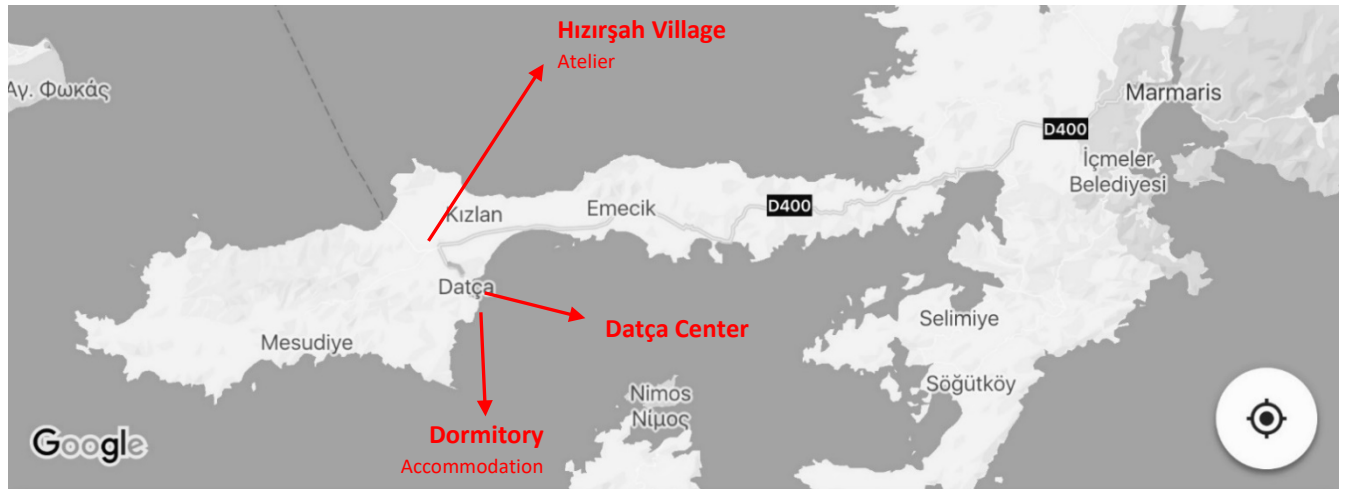 Hızırşah Village
Atelier
Αγ. Φωκάς
Marmaris
D400
İçmeler
Belediyesi
Kızlan
Emecik
D400
Datça
Selimiye
Datça Center
Mesudiye
Söğütköy
Nimos
Νίμος
Dormitory
Accommodation
Google